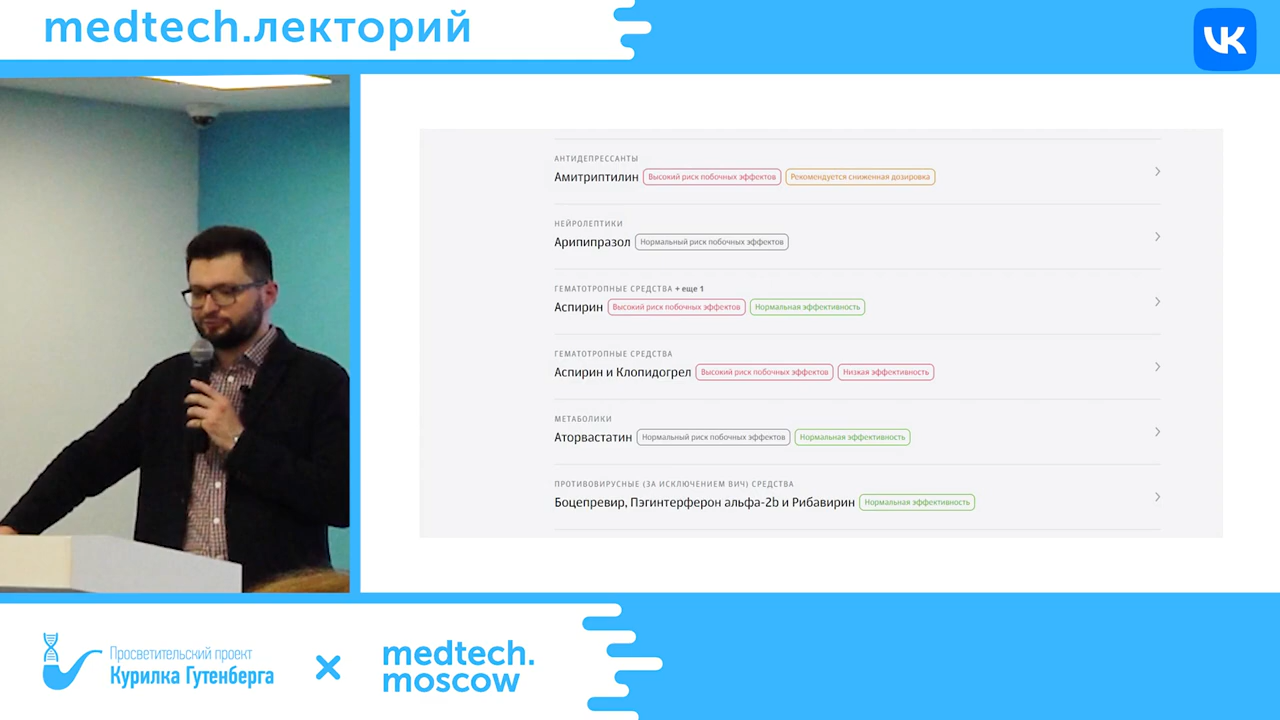 medtech.лекторий
VK
АНТИДЕПРЕССАНТЫ
Амитриптилин Высокий риск побочных эффектов Рекомендуется сниженная дозировка
НЕЙРОЛЕПТИКИ
Арипипразол Нормальный риск побочных эффектов
ГЕМАТОТРОПНЫЕ СРЕДСТВА + еще 1
Аспирин Высокий риск побочных эффектов Нормальная эффективность
ГЕМАТОТРОПНЫЕ СРЕДСТВА
Аспирин и Клопидогрел Высокий риск побочных эффектов Низкая эффективность
МЕТАБОЛИКИ
Аторвастатин Нормальный риск побочных эффектов Нормальная эффективность
ПРОТИВОВИРУСНЫЕ (ЗА ИСКЛЮЧЕНИЕМ ВИЧ) СРЕДСТВА
Боцепревир, Пэгинтерферон альфа-2b и Рибавирин Нормальная эффективность
Просветительский проект
Курилка Гутенберга
medtech.
moscow